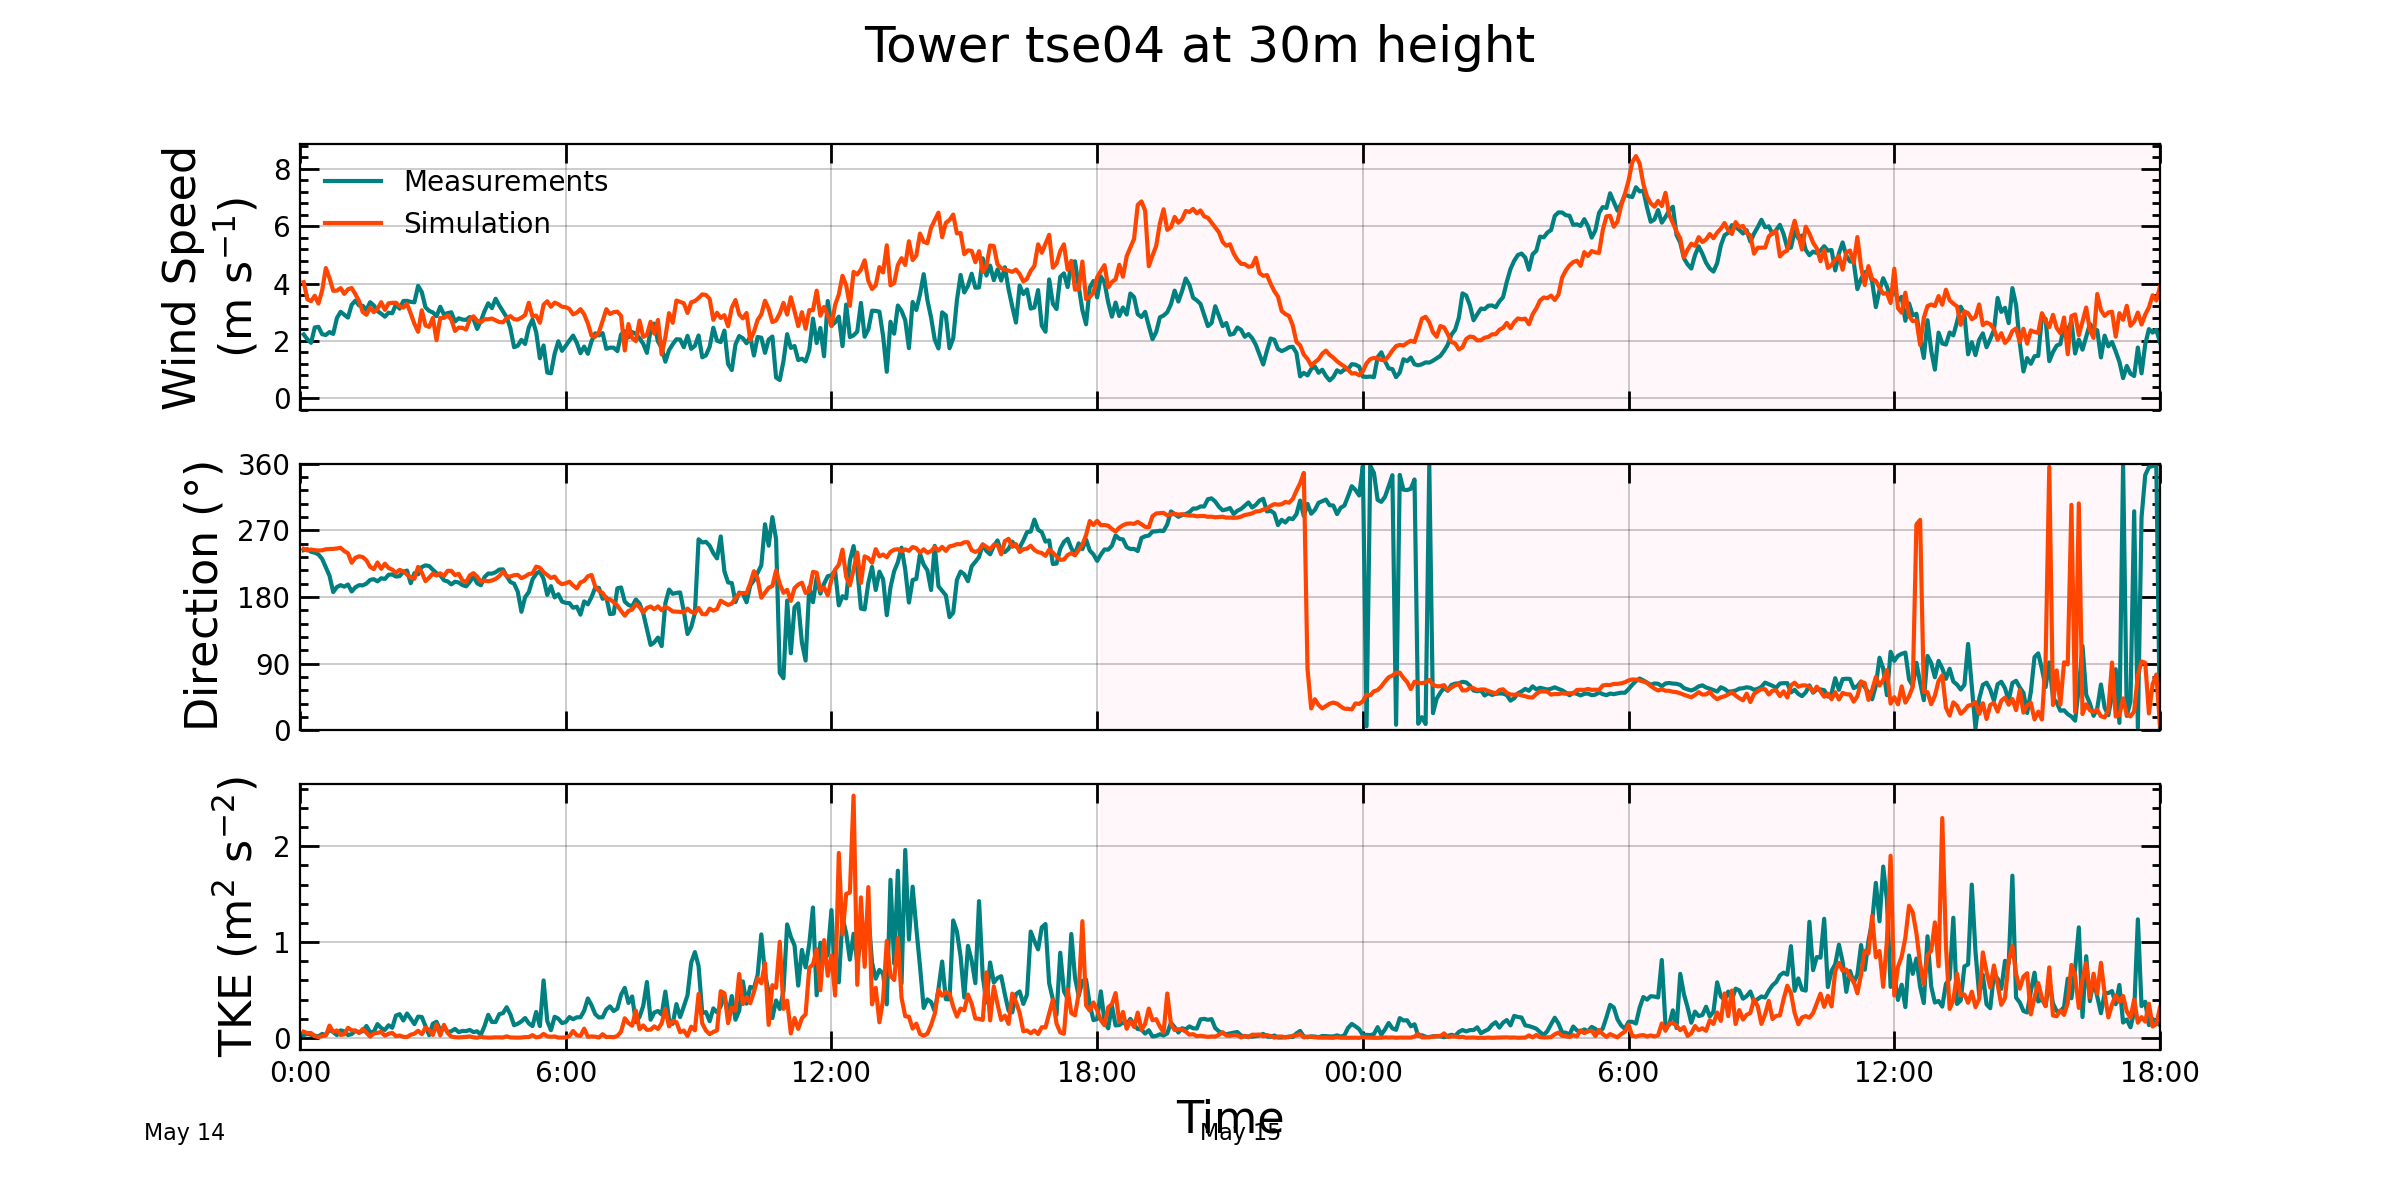 Tower tse04 at 30m height
Wind Speed
(m s⁻¹)
8
6
4
2
0
Measurements
Simulation
Direction (°)
360
270
180
90
0
TKE (m² s⁻²)
2
1
0
0:00 6:00 12:00 18:00 00:00 6:00 12:00 18:00
Time
May 14 May 15